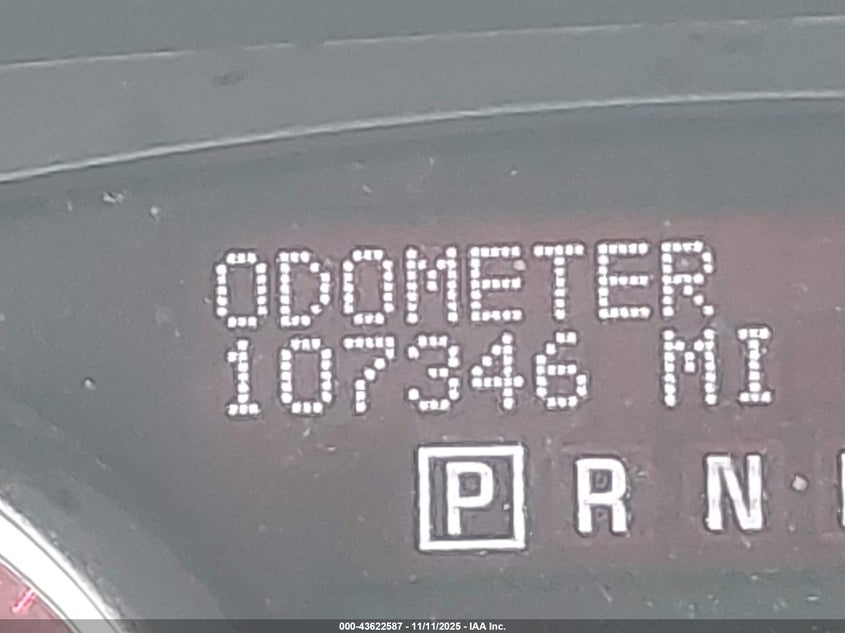 ODOMETER
107346 MI
P R N
000-43622587 - 11/11/2025 - IAA Inc.